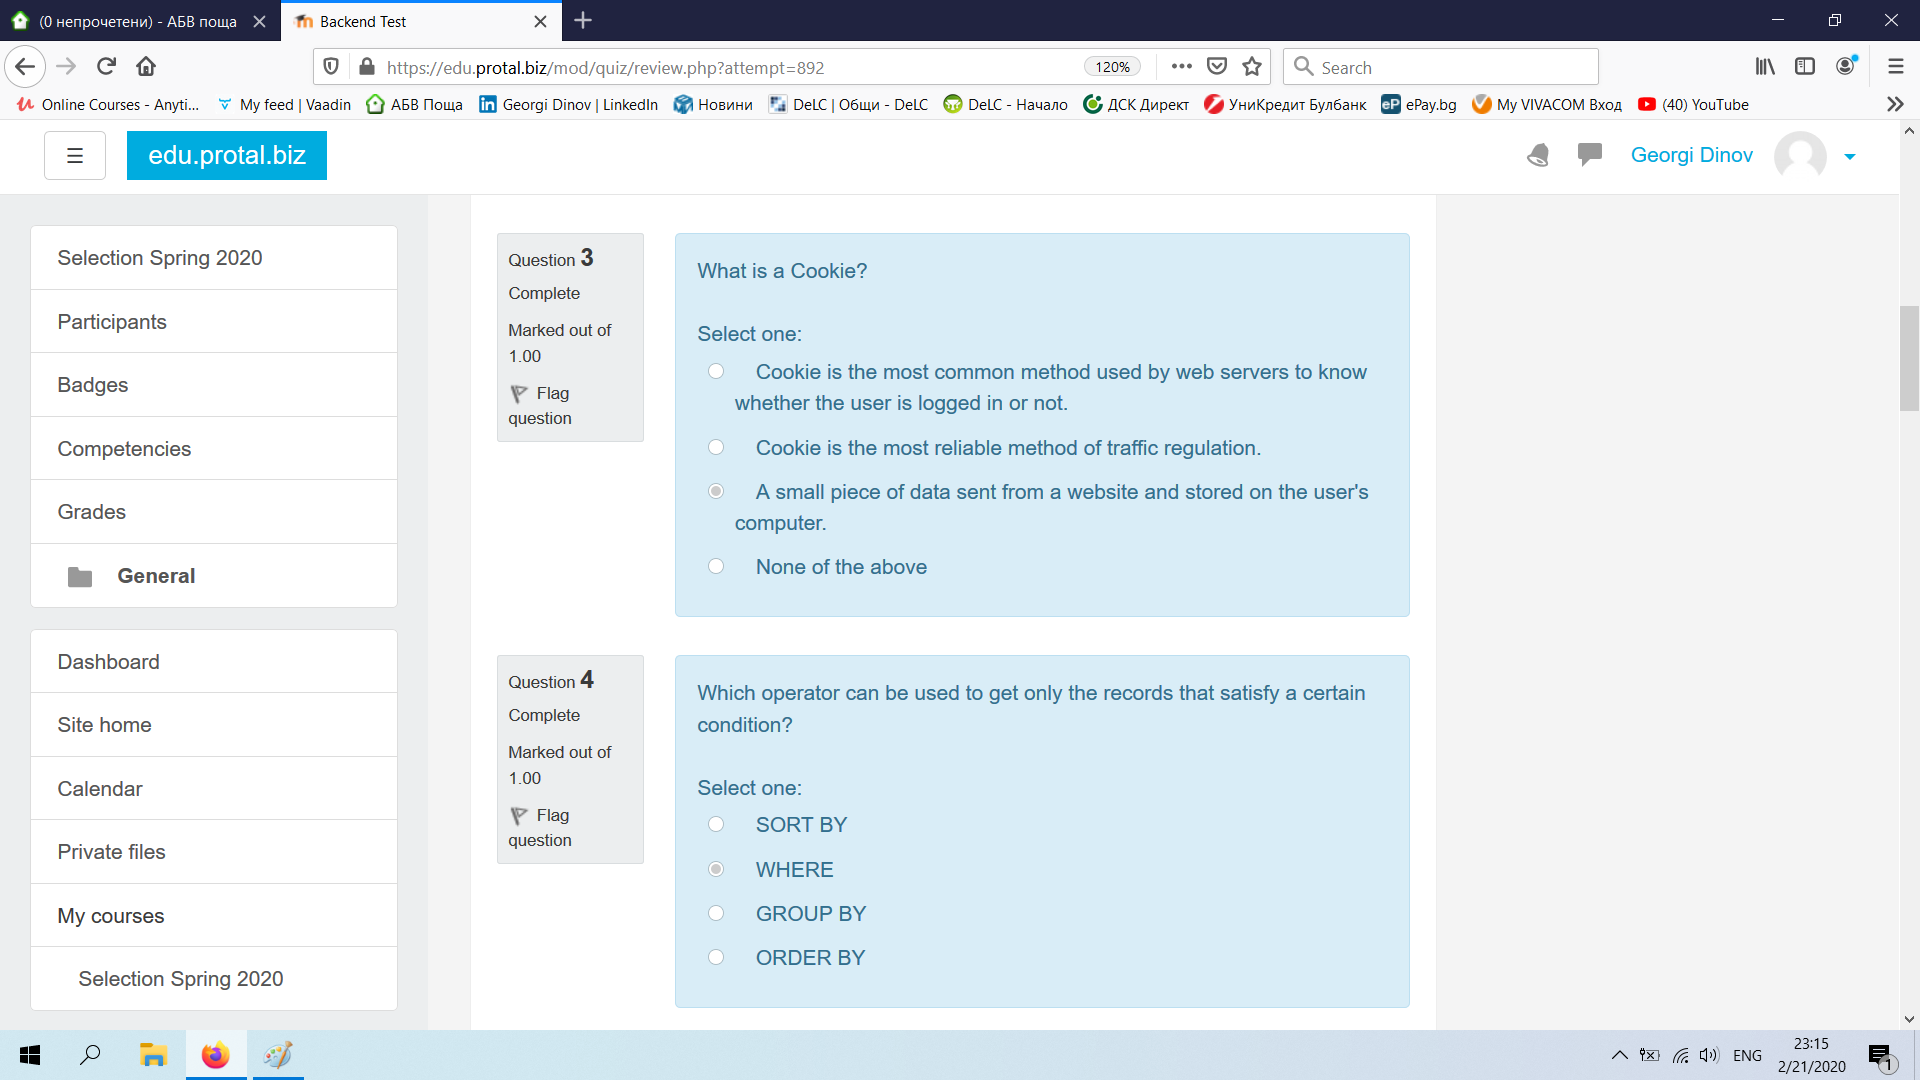 (0 непрочетени) - АБВ поща
Backend Test
https://edu.protal.biz/mod/quiz/review.php?attempt=892
120%
Search
Online Courses - Anyti...
My feed | Vaadin
АБВ Поща
Georgi Dinov | LinkedIn
Новини
DeLC | Общи - DeLC
DeLC - Начало
ДСК Директ
УниКредит Булбанк
ePay.bg
My VIVACOM Вход
(40) YouTube
edu.protal.biz
Georgi Dinov
Selection Spring 2020
Participants
Badges
Competencies
Grades
General
Dashboard
Site home
Calendar
Private files
My courses
Selection Spring 2020
Question 3
Complete
Marked out of
1.00
Flag
question
What is a Cookie?
Select one:
Cookie is the most common method used by web servers to know
whether the user is logged in or not.
Cookie is the most reliable method of traffic regulation.
A small piece of data sent from a website and stored on the user's
computer.
None of the above
Question 4
Complete
Marked out of
1.00
Flag
question
Which operator can be used to get only the records that satisfy a certain
condition?
Select one:
SORT BY
WHERE
GROUP BY
ORDER BY
ENG
23:15
2/21/2020
1